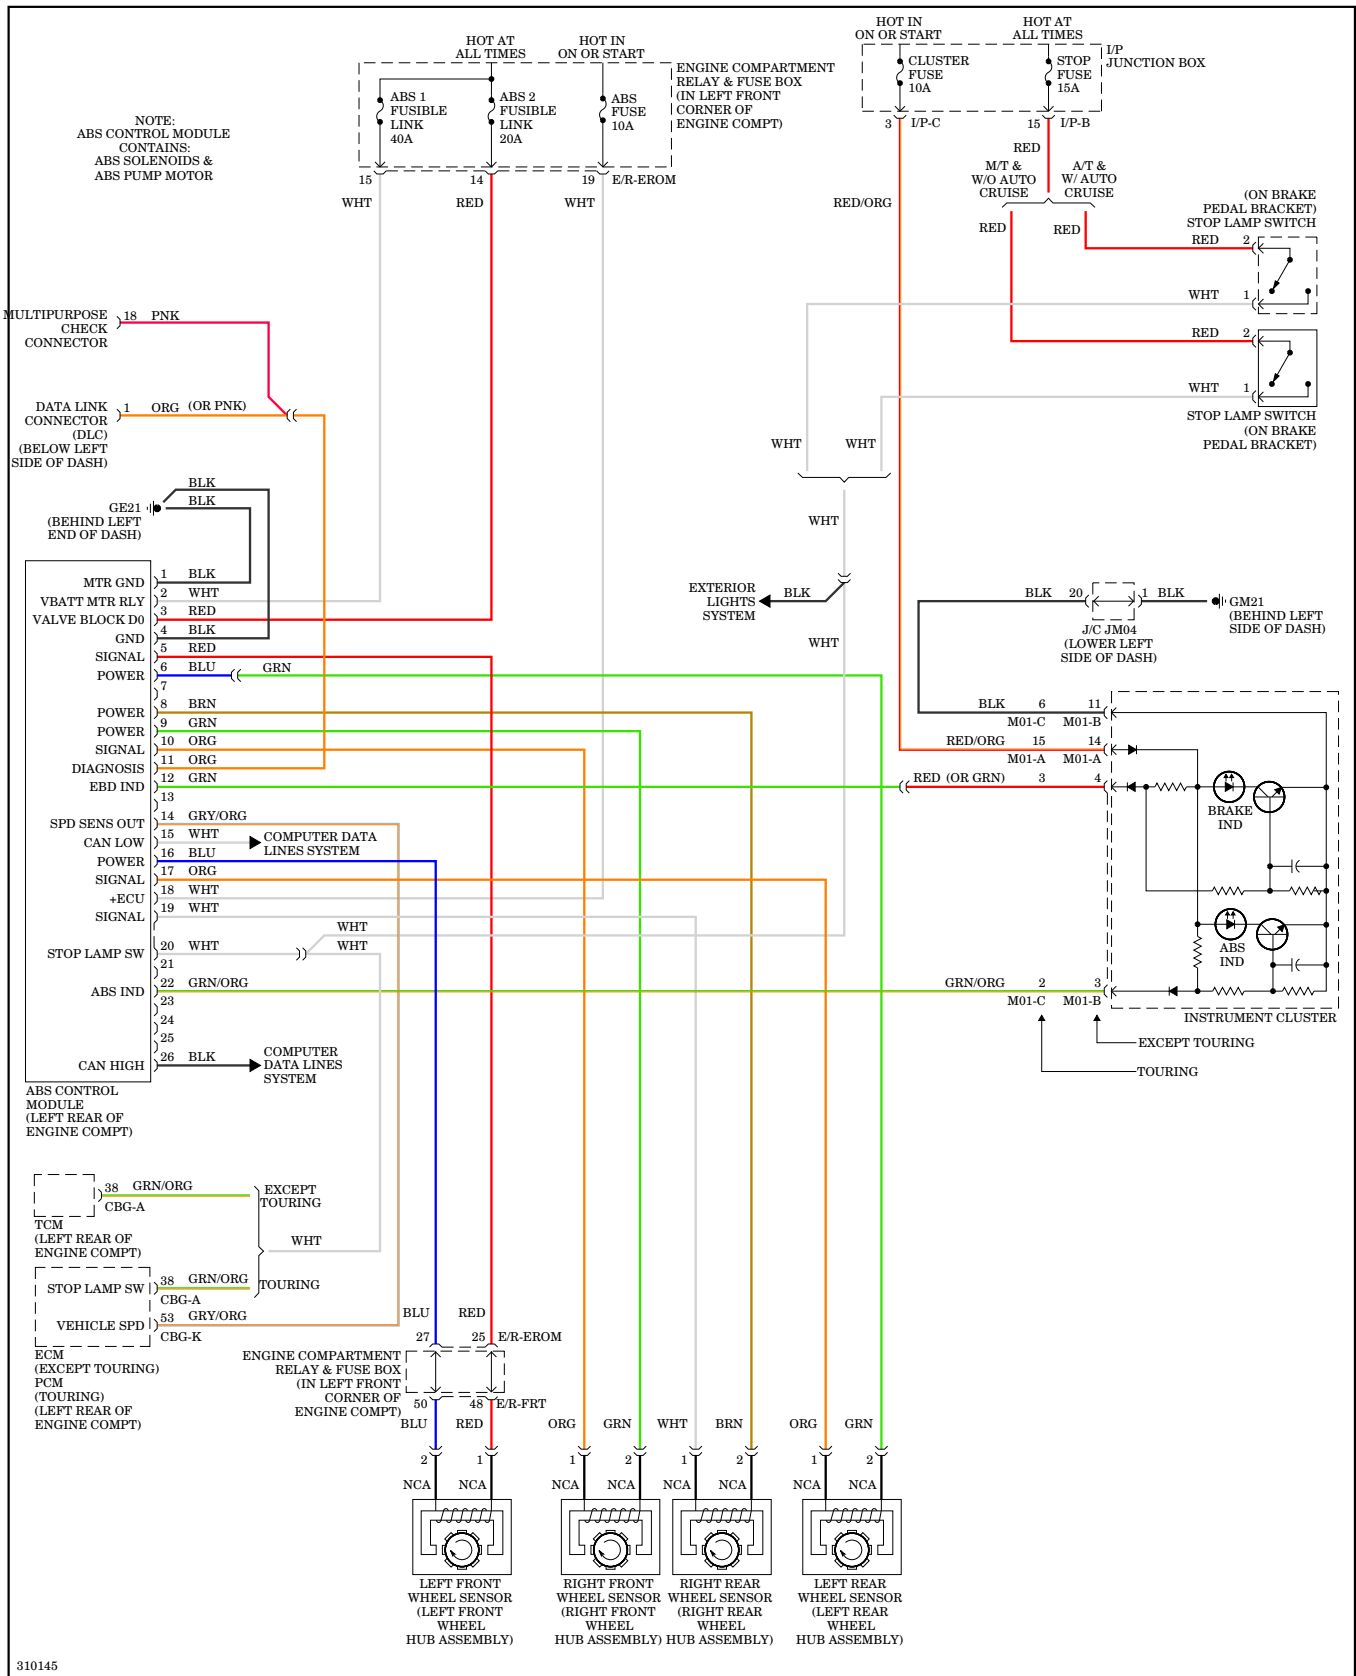 HOT AT
ALL TIMES
HOT IN
ON OR START
HOT IN
ON OR START
HOT AT
ALL TIMES
ABS 1
FUSIBLE
LINK
40A
ABS 2
FUSIBLE
LINK
20A
ABS
FUSE
10A
ENGINE COMPARTMENT
RELAY & FUSE BOX
(IN LEFT FRONT
CORNER OF
ENGINE COMPT)
CLUSTER
FUSE
10A
STOP
FUSE
15A
I/P
JUNCTION BOX
NOTE:
ABS CONTROL MODULE
CONTAINS:
ABS SOLENOIDS &
ABS PUMP MOTOR
15
14
19
E/R-EROM
WHT
RED
WHT
3
I/P-C
15
I/P-B
RED
M/T &
W/O AUTO
CRUISE
A/T &
W/ AUTO
CRUISE
RED/ORG
RED
RED
(ON BRAKE
PEDAL BRACKET)
STOP LAMP SWITCH
RED 2
WHT 1
RED 2
WHT 1
STOP LAMP SWITCH
(ON BRAKE
PEDAL BRACKET)
MULTIPURPOSE
CHECK
CONNECTOR
18 PNK
DATA LINK
CONNECTOR
(DLC)
(BELOW LEFT
SIDE OF DASH)
1 ORG (OR PNK)
WHT
WHT
WHT
BLK
BLK
GE21
(BEHIND LEFT
END OF DASH)
EXTERIOR
LIGHTS
SYSTEM
BLK
WHT
BLK 20
1 BLK
J/C JM04
(LOWER LEFT
SIDE OF DASH)
GM21
(BEHIND LEFT
SIDE OF DASH)
MTR GND 1 BLK
VBATT MTR RLY 2 WHT
VALVE BLOCK D0 3 RED
GND 4 BLK
SIGNAL 5 RED
POWER 6 BLU GRN
7
POWER 8 BRN
POWER 9 GRN
SIGNAL 10 ORG
DIAGNOSIS 11 ORG
EBD IND 12 GRN
13
SPD SENS OUT 14 GRY/ORG
CAN LOW 15 WHT
COMPUTER DATA
LINES SYSTEM
POWER 16 BLU
SIGNAL 17 ORG
+ECU 18 WHT
SIGNAL 19 WHT
WHT
STOP LAMP SW 20 WHT WHT
21
ABS IND 22 GRN/ORG
23
24
25
CAN HIGH 26 BLK
COMPUTER
DATA LINES
SYSTEM
ABS CONTROL
MODULE
(LEFT REAR OF
ENGINE COMPT)
BLK 6 11
M01-C M01-B
RED/ORG 15 14
M01-A M01-A
RED (OR GRN) 3 4
BRAKE
IND
ABS
IND
GRN/ORG 2 3
M01-C M01-B
INSTRUMENT CLUSTER
EXCEPT TOURING
TOURING
38 GRN/ORG
CBG-A
EXCEPT
TOURING
TCM
(LEFT REAR OF
ENGINE COMPT)
WHT
STOP LAMP SW 38 GRN/ORG
CBG-A
TOURING
VEHICLE SPD 53 GRY/ORG
CBG-K
ECM
(EXCEPT TOURING)
PCM
(TOURING)
(LEFT REAR OF
ENGINE COMPT)
BLU
RED
27
25
E/R-EROM
ENGINE COMPARTMENT
RELAY & FUSE BOX
(IN LEFT FRONT
CORNER OF
ENGINE COMPT)
50
48
E/R-FRT
BLU RED ORG GRN WHT BRN ORG GRN
2 1 1 2 1 2 1 2
NCA NCA NCA NCA NCA NCA NCA NCA
LEFT FRONT
WHEEL SENSOR
(LEFT FRONT
WHEEL
HUB ASSEMBLY)
RIGHT FRONT
WHEEL SENSOR
(RIGHT FRONT
WHEEL
HUB ASSEMBLY)
RIGHT REAR
WHEEL SENSOR
(RIGHT REAR
WHEEL
HUB ASSEMBLY)
LEFT REAR
WHEEL SENSOR
(LEFT REAR
WHEEL
HUB ASSEMBLY)
310145